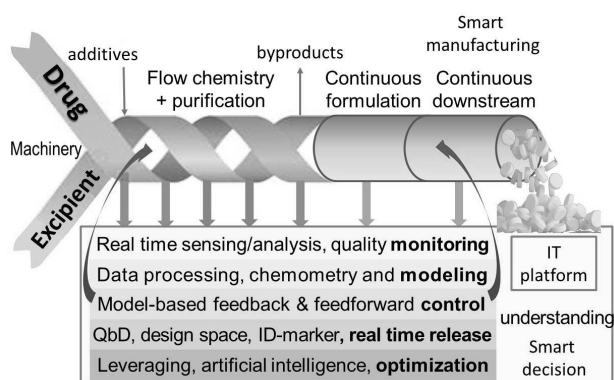 Smart
manufacturing
additives
byproducts
Drug
Flow chemistry
+ purification
Continuous
formulation
Continuous
downstream
Machinery
Excipient
Real time sensing/analysis, quality monitoring
Data processing, chemometry and modeling
Model-based feedback & feedforward control
QbD, design space, ID-marker, real time release
Leveraging, artificial intelligence, optimization
IT
platform
understanding
Smart
decision